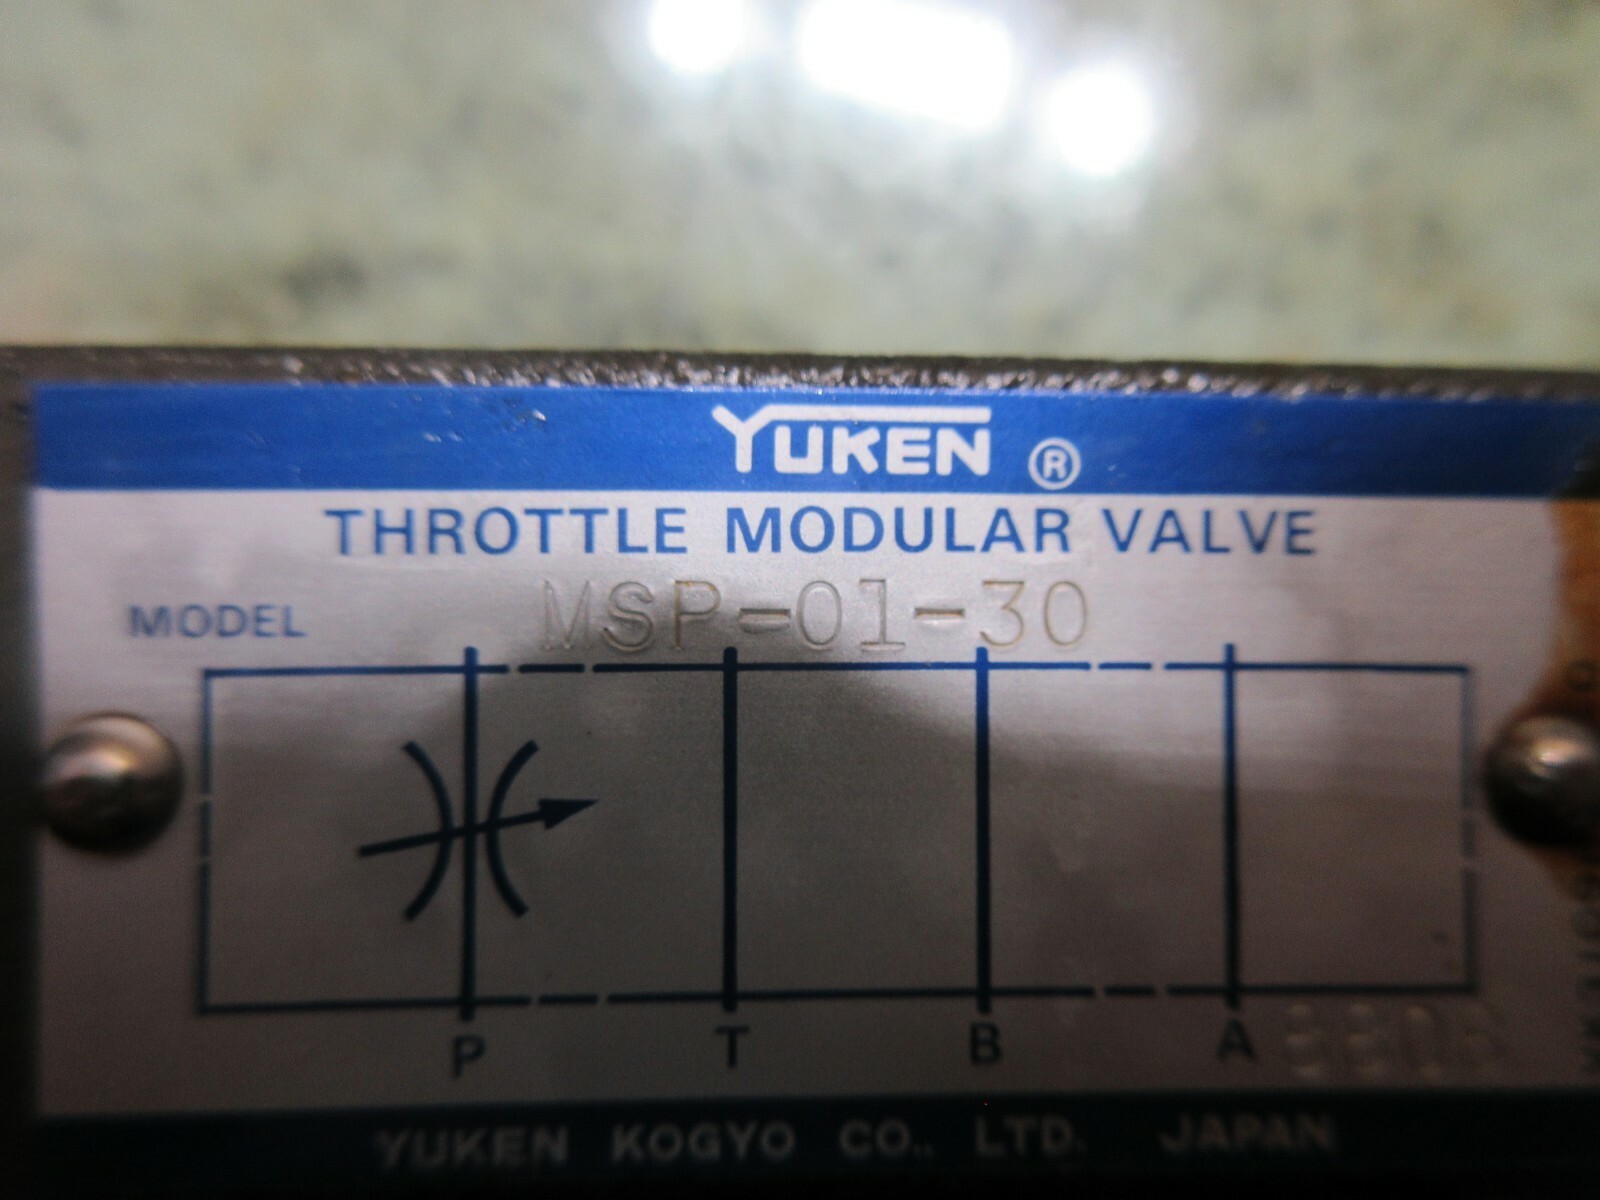 YUKEN ®
THROTTLE MODULAR VALVE
MODEL MSP-01-30
P T B A
YUKEN KOGYO CO., LTD. JAPAN